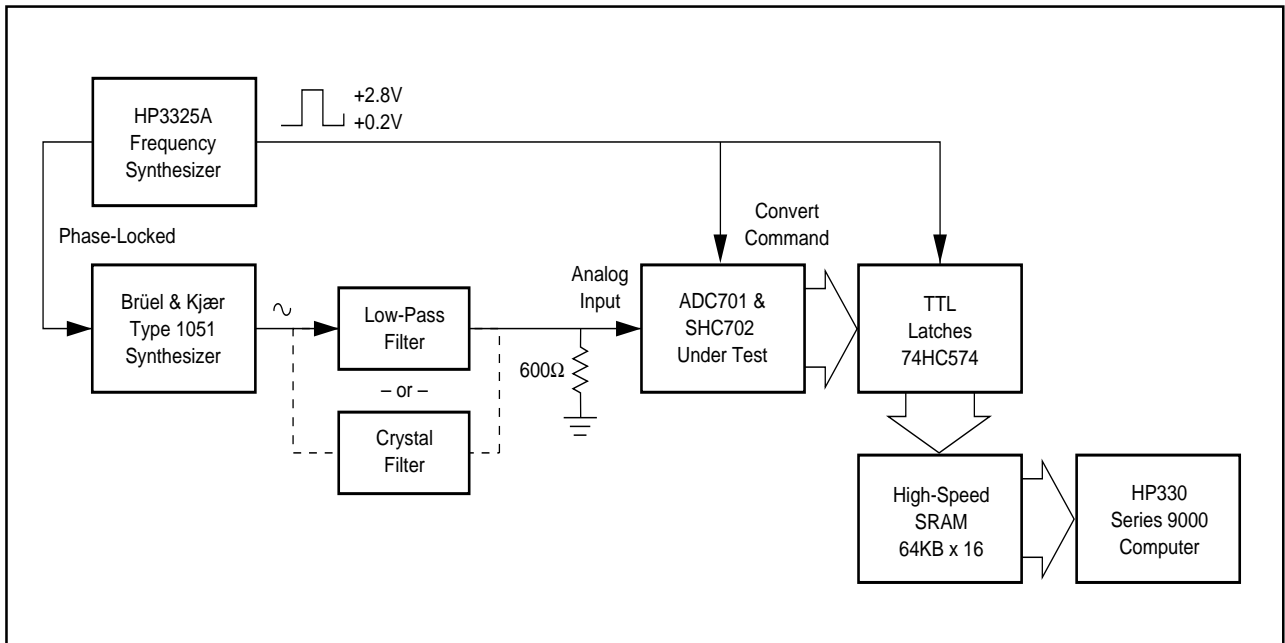 HP3325A
Frequency
Synthesizer
+2.8V
+0.2V
Phase-Locked
Convert
Command
Brüel & Kjær
Type 1051
Synthesizer
Low-Pass
Filter
– or –
Crystal
Filter
Analog
Input
600Ω
ADC701 &
SHC702
Under Test
TTL
Latches
74HC574
High-Speed
SRAM
64KB x 16
HP330
Series 9000
Computer